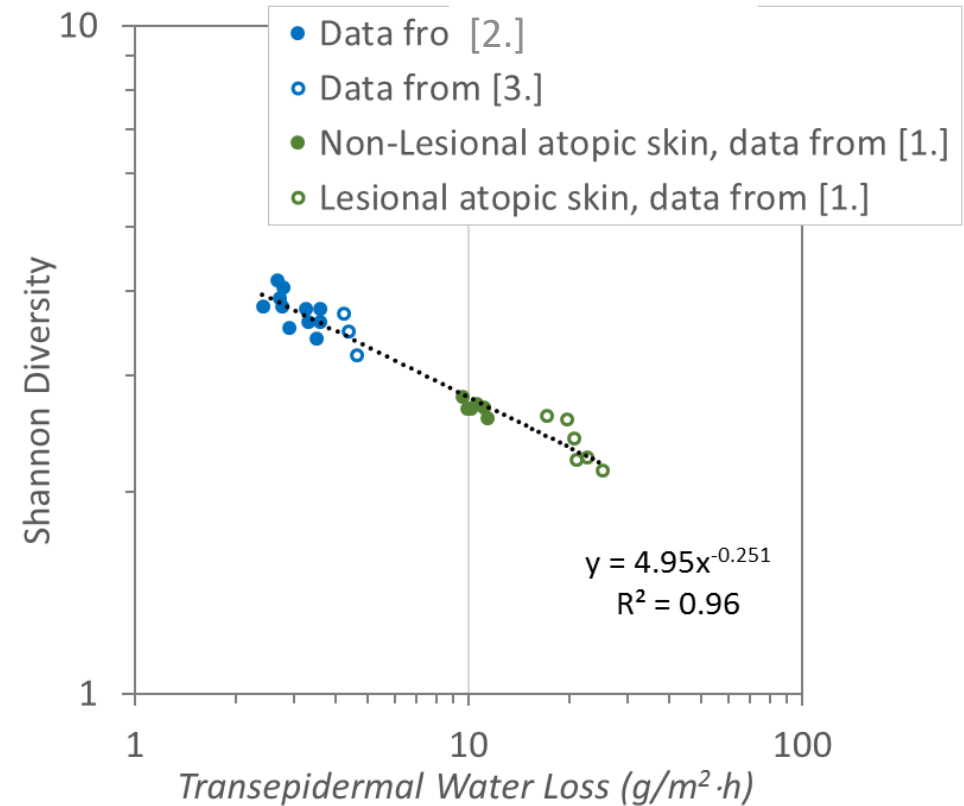 10
Data fro [2.]
Data from [3.]
Non-Lesional atopic skin, data from [1.]
Lesional atopic skin, data from [1.]
Shannon Diversity
y = 4.95x⁻⁰·²⁵¹
R² = 0.96
1
1 10 100
Transepidermal Water Loss (g/m²·h)